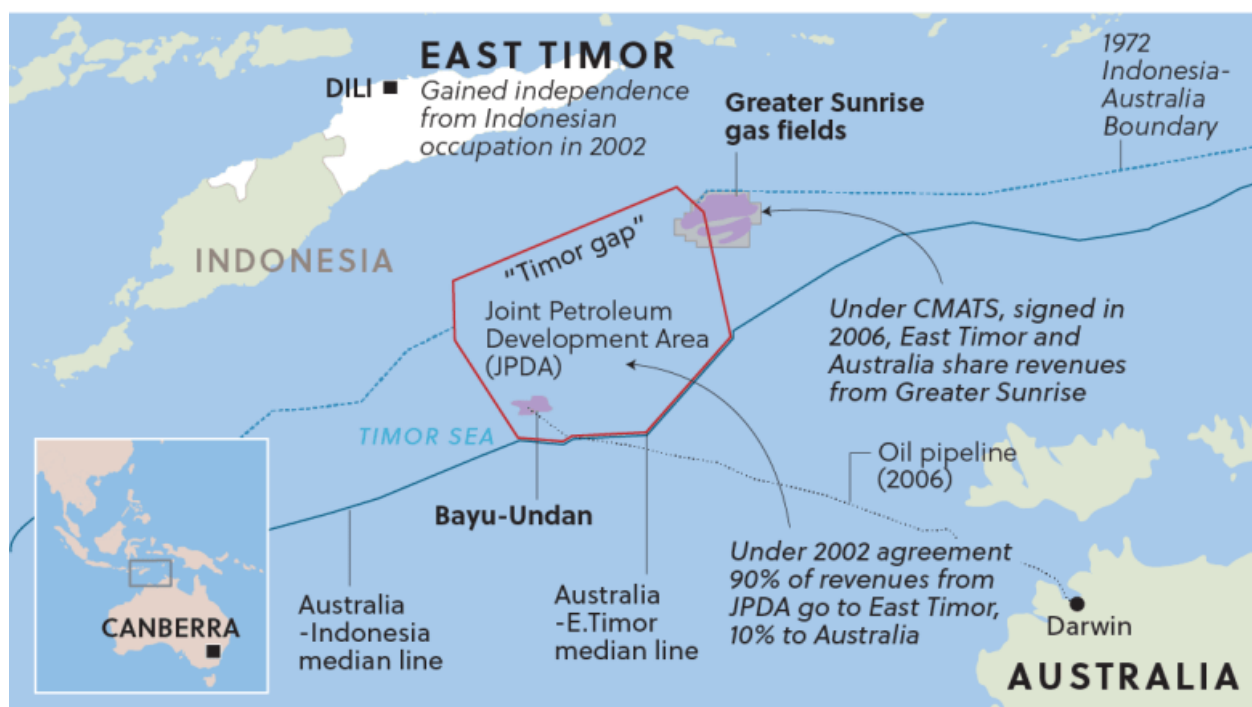 EAST TIMOR
DILI
Gained independence
from Indonesian
occupation in 2002
Greater Sunrise
gas fields
1972
Indonesia-
Australia
Boundary
INDONESIA
"Timor gap"
Joint Petroleum
Development Area
(JPDA)
Under CMATS, signed in
2006, East Timor and
Australia share revenues
from Greater Sunrise
TIMOR SEA
Oil pipeline
(2006)
Bayu-Undan
Under 2002 agreement
90% of revenues from
JPDA go to East Timor,
10% to Australia
Australia
-Indonesia
median line
Australia
-E.Timor
median line
CANBERRA
Darwin
AUSTRALIA